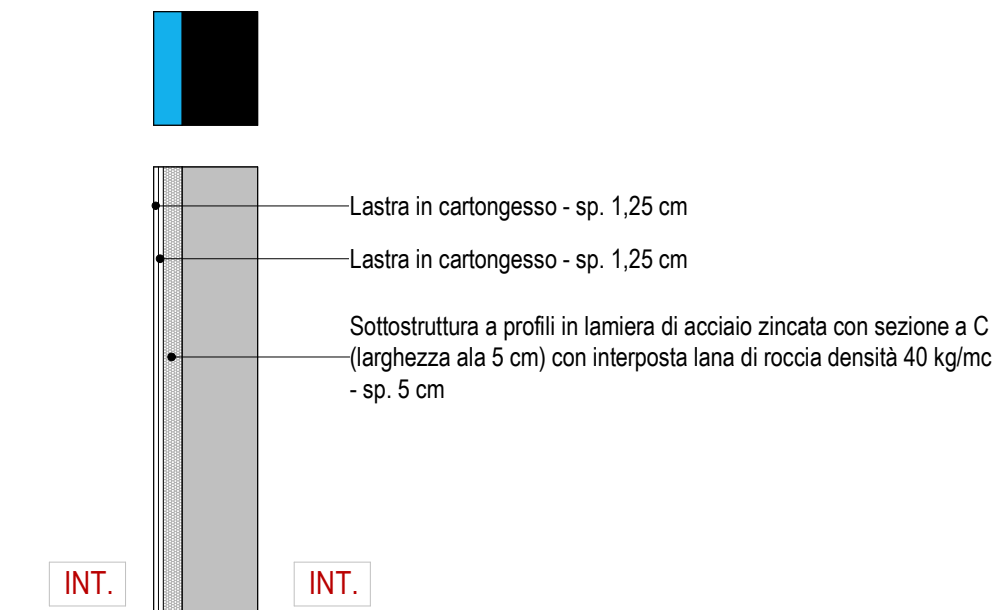 Lastra in cartongesso - sp. 1,25 cm
Lastra in cartongesso - sp. 1,25 cm
Sottostruttura a profili in lamiera di acciaio zincata con sezione a C
(larghezza ala 5 cm) con interposta lana di roccia densità 40 kg/mc
- sp. 5 cm
INT.
INT.